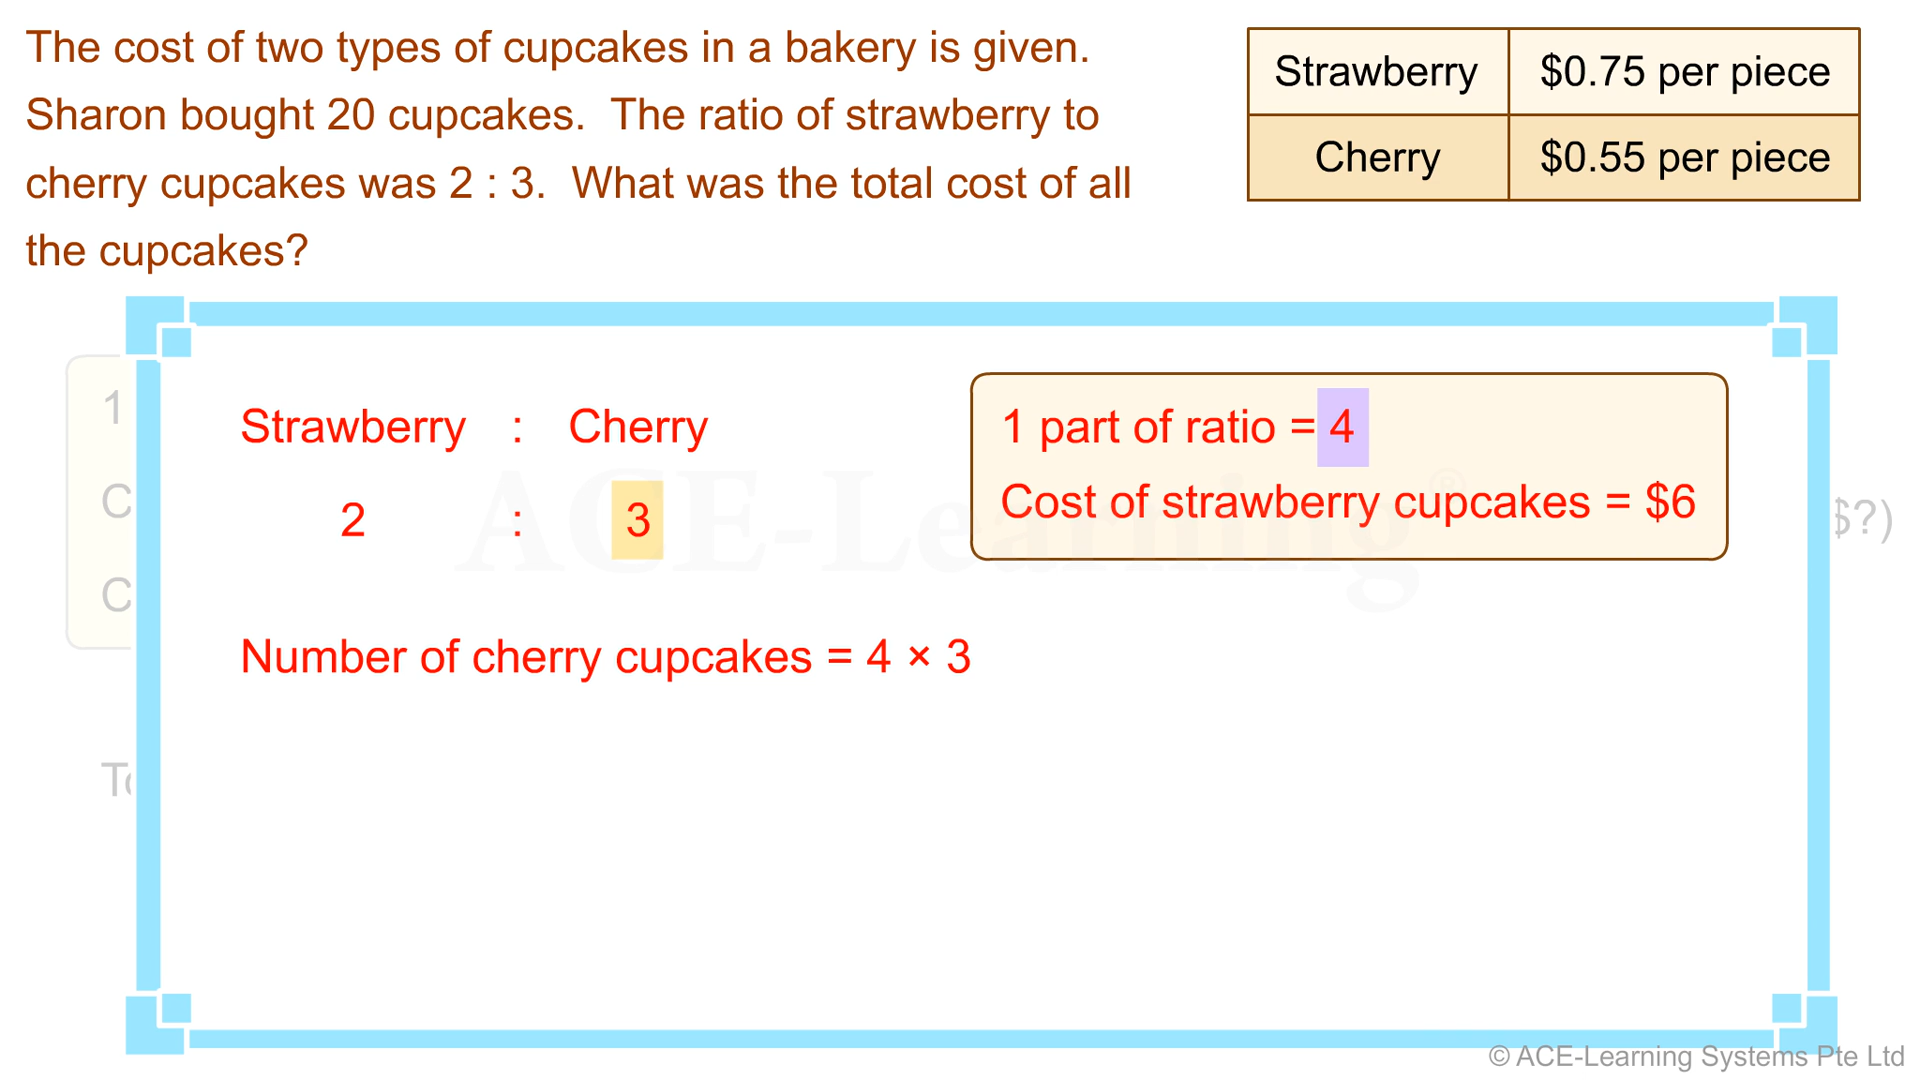 The cost of two types of cupcakes in a bakery is given.
Sharon bought 20 cupcakes. The ratio of strawberry to
cherry cupcakes was 2 : 3. What was the total cost of all
the cupcakes?
Strawberry $0.75 per piece
Cherry $0.55 per piece
Strawberry : Cherry
2 : 3
1 part of ratio = 4
Cost of strawberry cupcakes = $6
Number of cherry cupcakes = 4 × 3
1
C
C
$?)
ACE-Learning®
© ACE-Learning Systems Pte Ltd